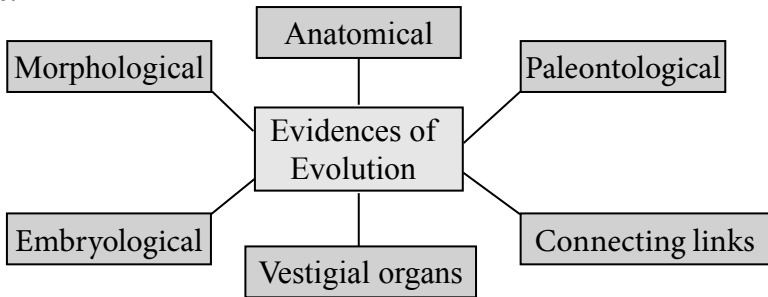 Anatomical
Morphological
Paleontological
Evidences of
Evolution
Embryological
Connecting links
Vestigial organs